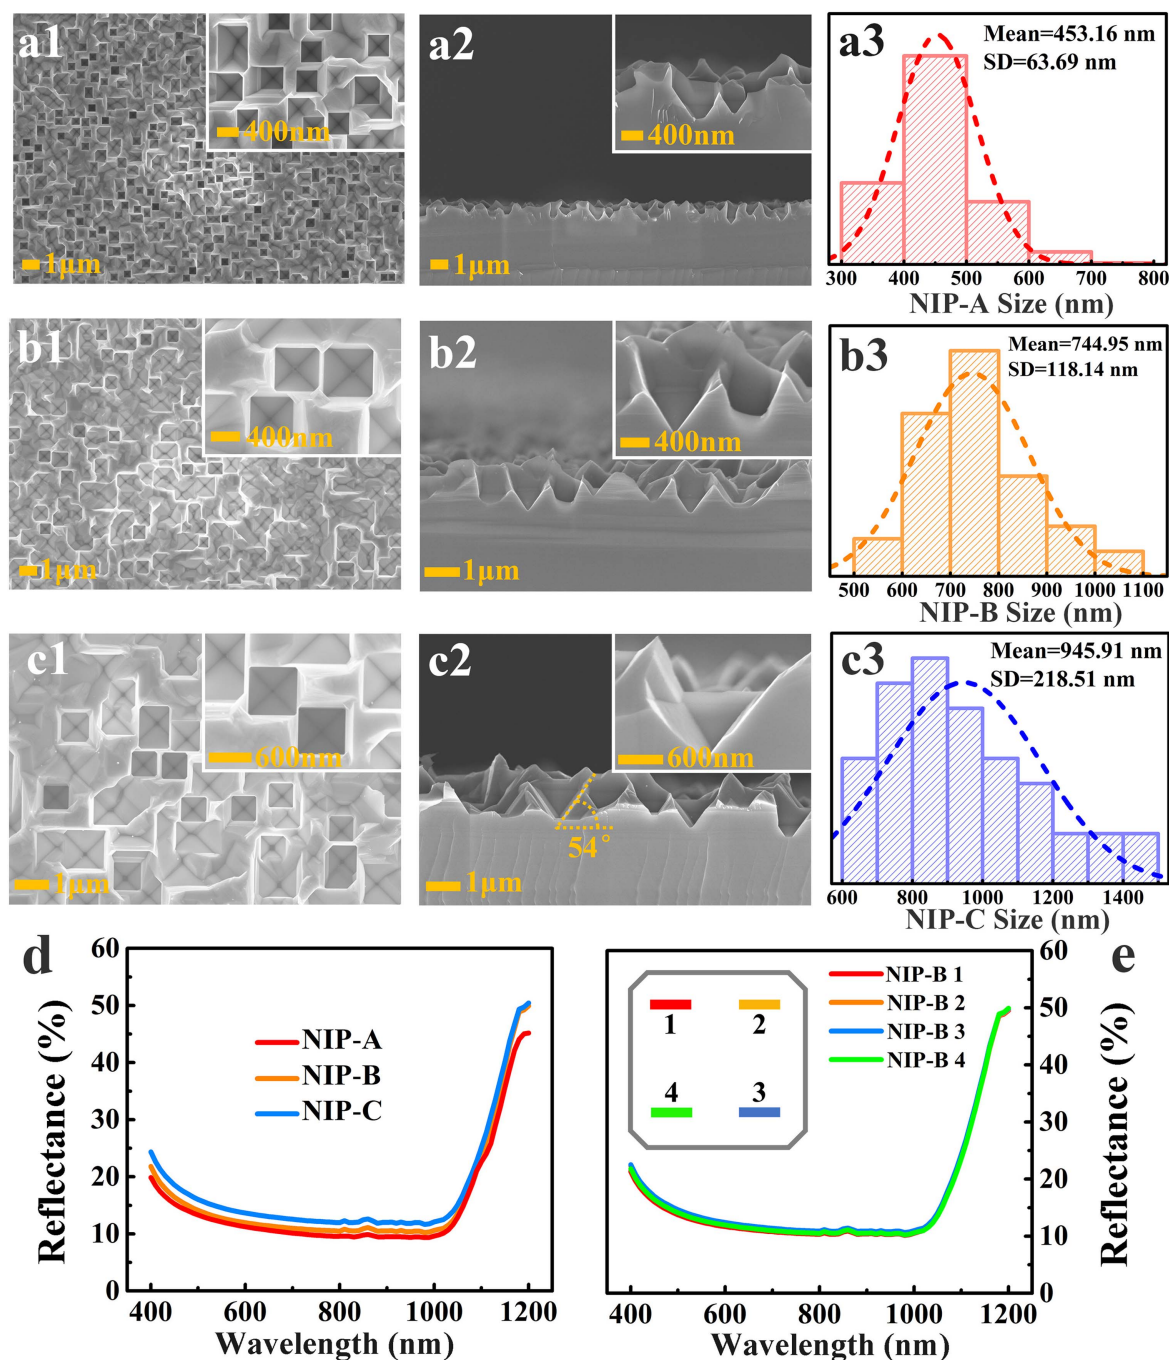 a1
400nm
1μm
a2
400nm
1μm
a3
Mean=453.16 nm
SD=63.69 nm
300 400 500 600 700 800
NIP-A Size (nm)
b1
400nm
1μm
b2
400nm
1μm
b3
Mean=744.95 nm
SD=118.14 nm
500 600 700 800 900 1000 1100
NIP-B Size (nm)
c1
600nm
1μm
c2
600nm
54°
1μm
c3
Mean=945.91 nm
SD=218.51 nm
600 800 1000 1200 1400
NIP-C Size (nm)
d
Reflectance (%)
60
50
40
30
20
10
0
NIP-A
NIP-B
NIP-C
400 600 800 1000 1200
Wavelength (nm)
e
1 2
4 3
NIP-B 1
NIP-B 2
NIP-B 3
NIP-B 4
60
50
40
30
20
10
0
Reflectance (%)
400 600 800 1000 1200
Wavelength (nm)